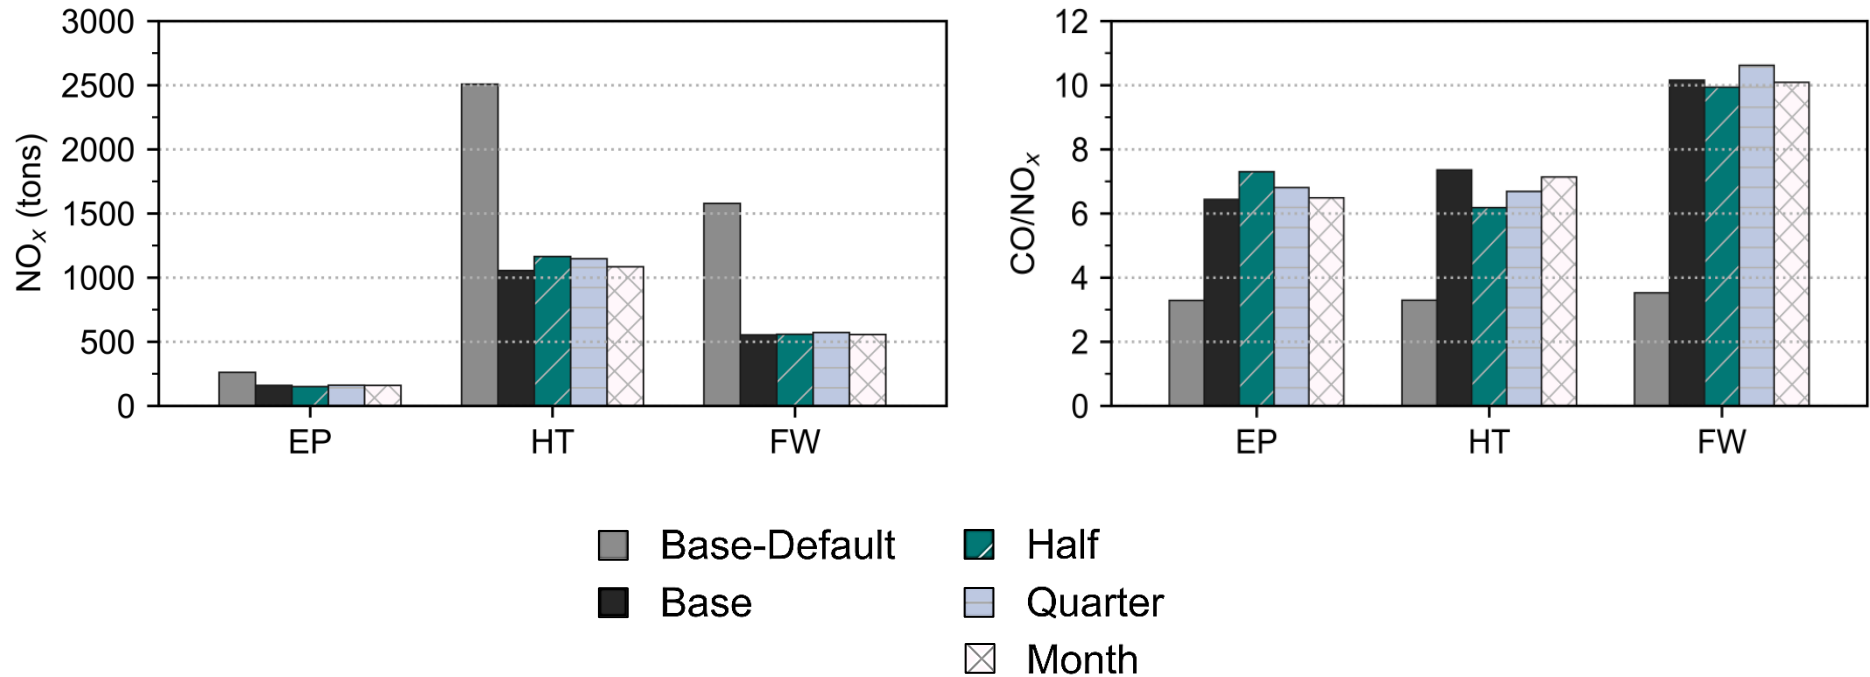 NOx (tons)
3000
2500
2000
1500
1000
500
0
EP HT FW
CO/NOx
12
10
8
6
4
2
0
EP HT FW
Base-Default
Base
Half
Quarter
Month